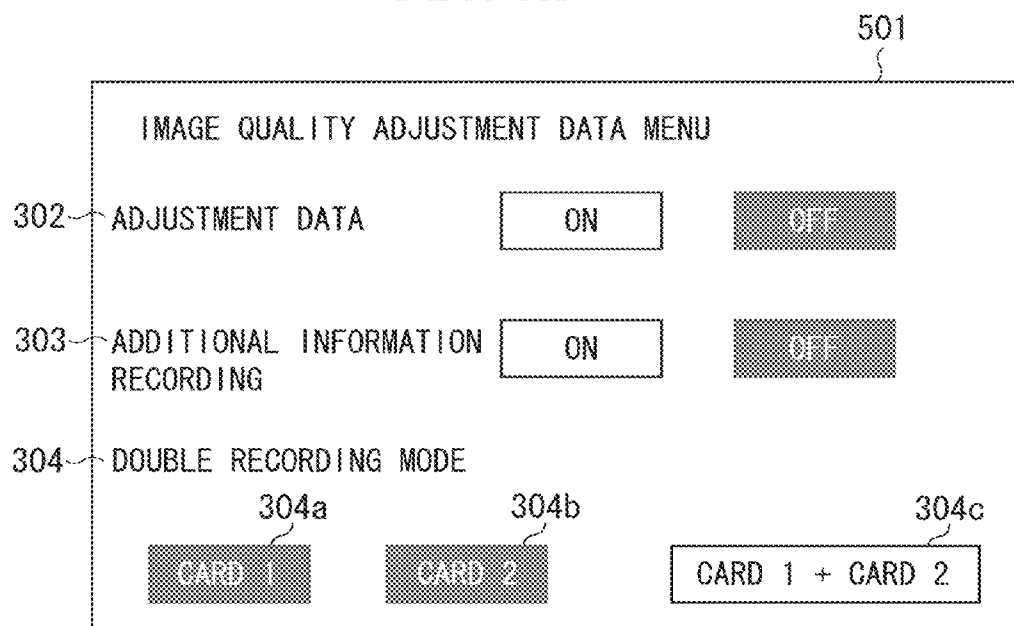 501
IMAGE QUALITY ADJUSTMENT DATA MENU
302 ADJUSTMENT DATA ON OFF
303 ADDITIONAL INFORMATION ON OFF
RECORDING
304 DOUBLE RECORDING MODE
304a 304b 304c
CARD 1 CARD 2 CARD 1 + CARD 2